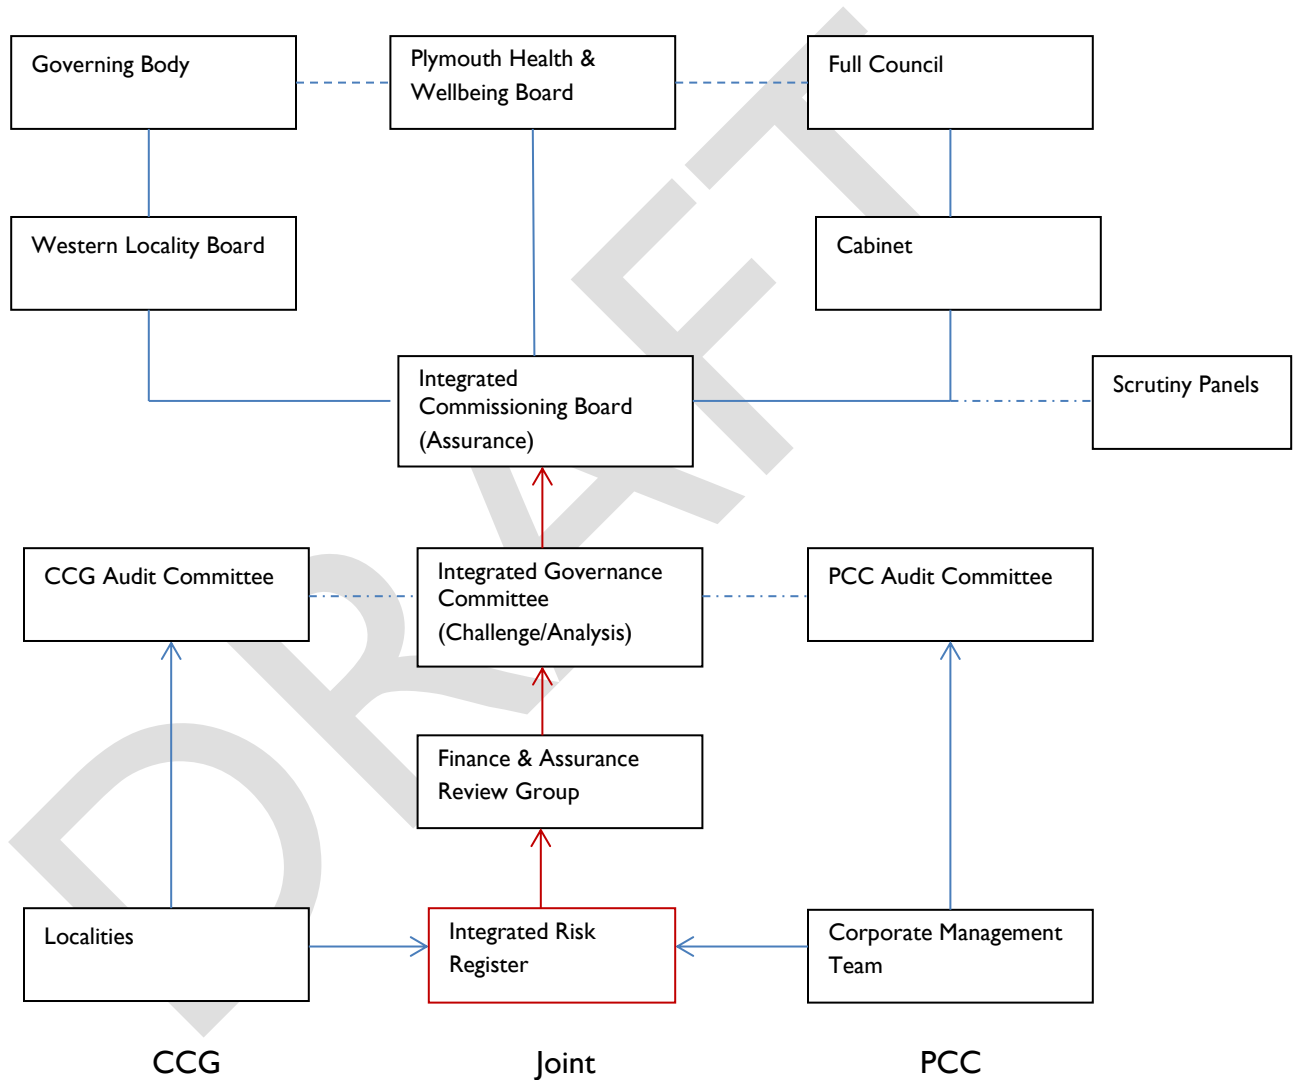 Governing Body
Plymouth Health &
Wellbeing Board
Full Council
Western Locality Board
Cabinet
Integrated
Commissioning Board
(Assurance)
Scrutiny Panels
CCG Audit Committee
Integrated Governance
Committee
(Challenge/Analysis)
PCC Audit Committee
Finance & Assurance
Review Group
Localities
Integrated Risk
Register
Corporate Management
Team
CCG
Joint
PCC
DRAFT